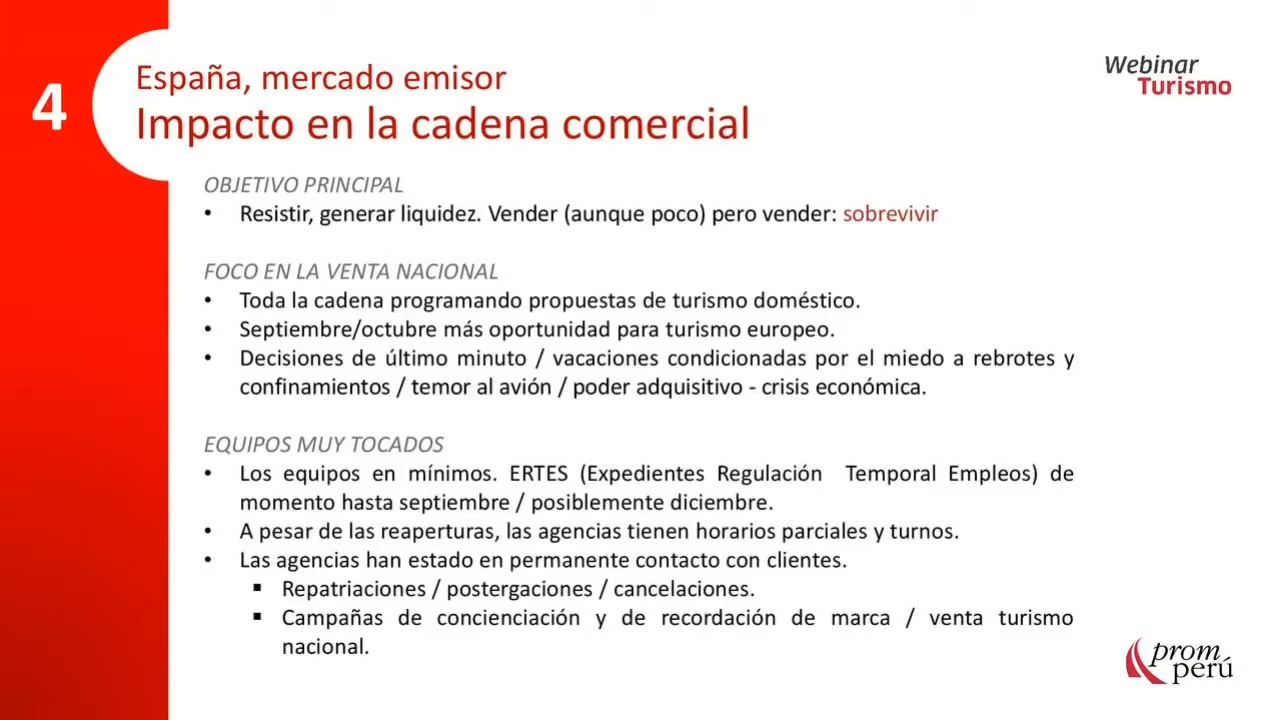 4
España, mercado emisor
Impacto en la cadena comercial
Webinar
Turismo
OBJETIVO PRINCIPAL
• Resistir, generar liquidez. Vender (aunque poco) pero vender: sobrevivir
FOCO EN LA VENTA NACIONAL
• Toda la cadena programando propuestas de turismo doméstico.
• Septiembre/octubre más oportunidad para turismo europeo.
• Decisiones de último minuto / vacaciones condicionadas por el miedo a rebrotes y
confinamientos / temor al avión / poder adquisitivo - crisis económica.
EQUIPOS MUY TOCADOS
• Los equipos en mínimos. ERTES (Expedientes Regulación  Temporal Empleos) de
momento hasta septiembre / posiblemente diciembre.
• A pesar de las reaperturas, las agencias tienen horarios parciales y turnos.
• Las agencias han estado en permanente contacto con clientes.
▪ Repatriaciones / postergaciones / cancelaciones.
▪ Campañas de concienciación y de recordación de marca / venta turismo
nacional.
prom
perú